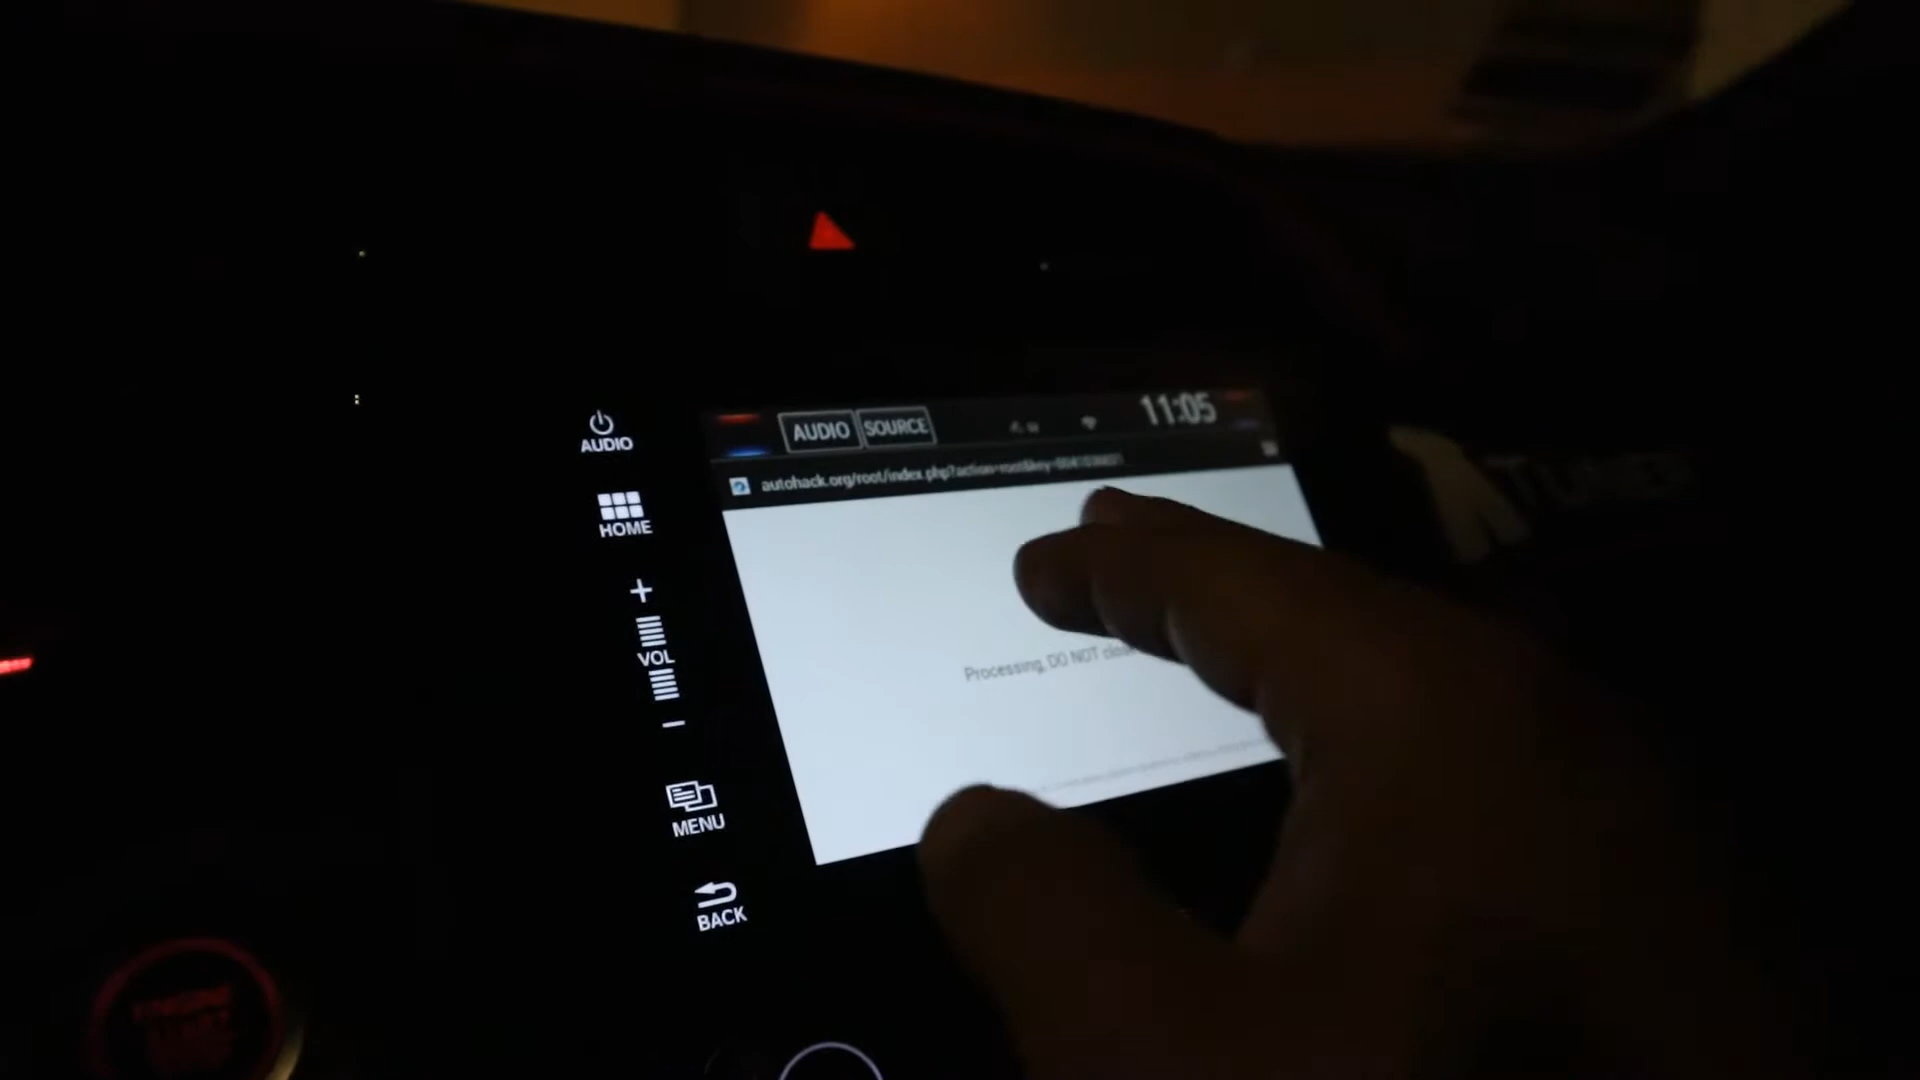 AUDIO
HOME
+
VOL
−
MENU
BACK
AUDIO SOURCE 11:05
autohack.org/root/index.php?action=root&key=
Processing, DO NOT
ENGINE